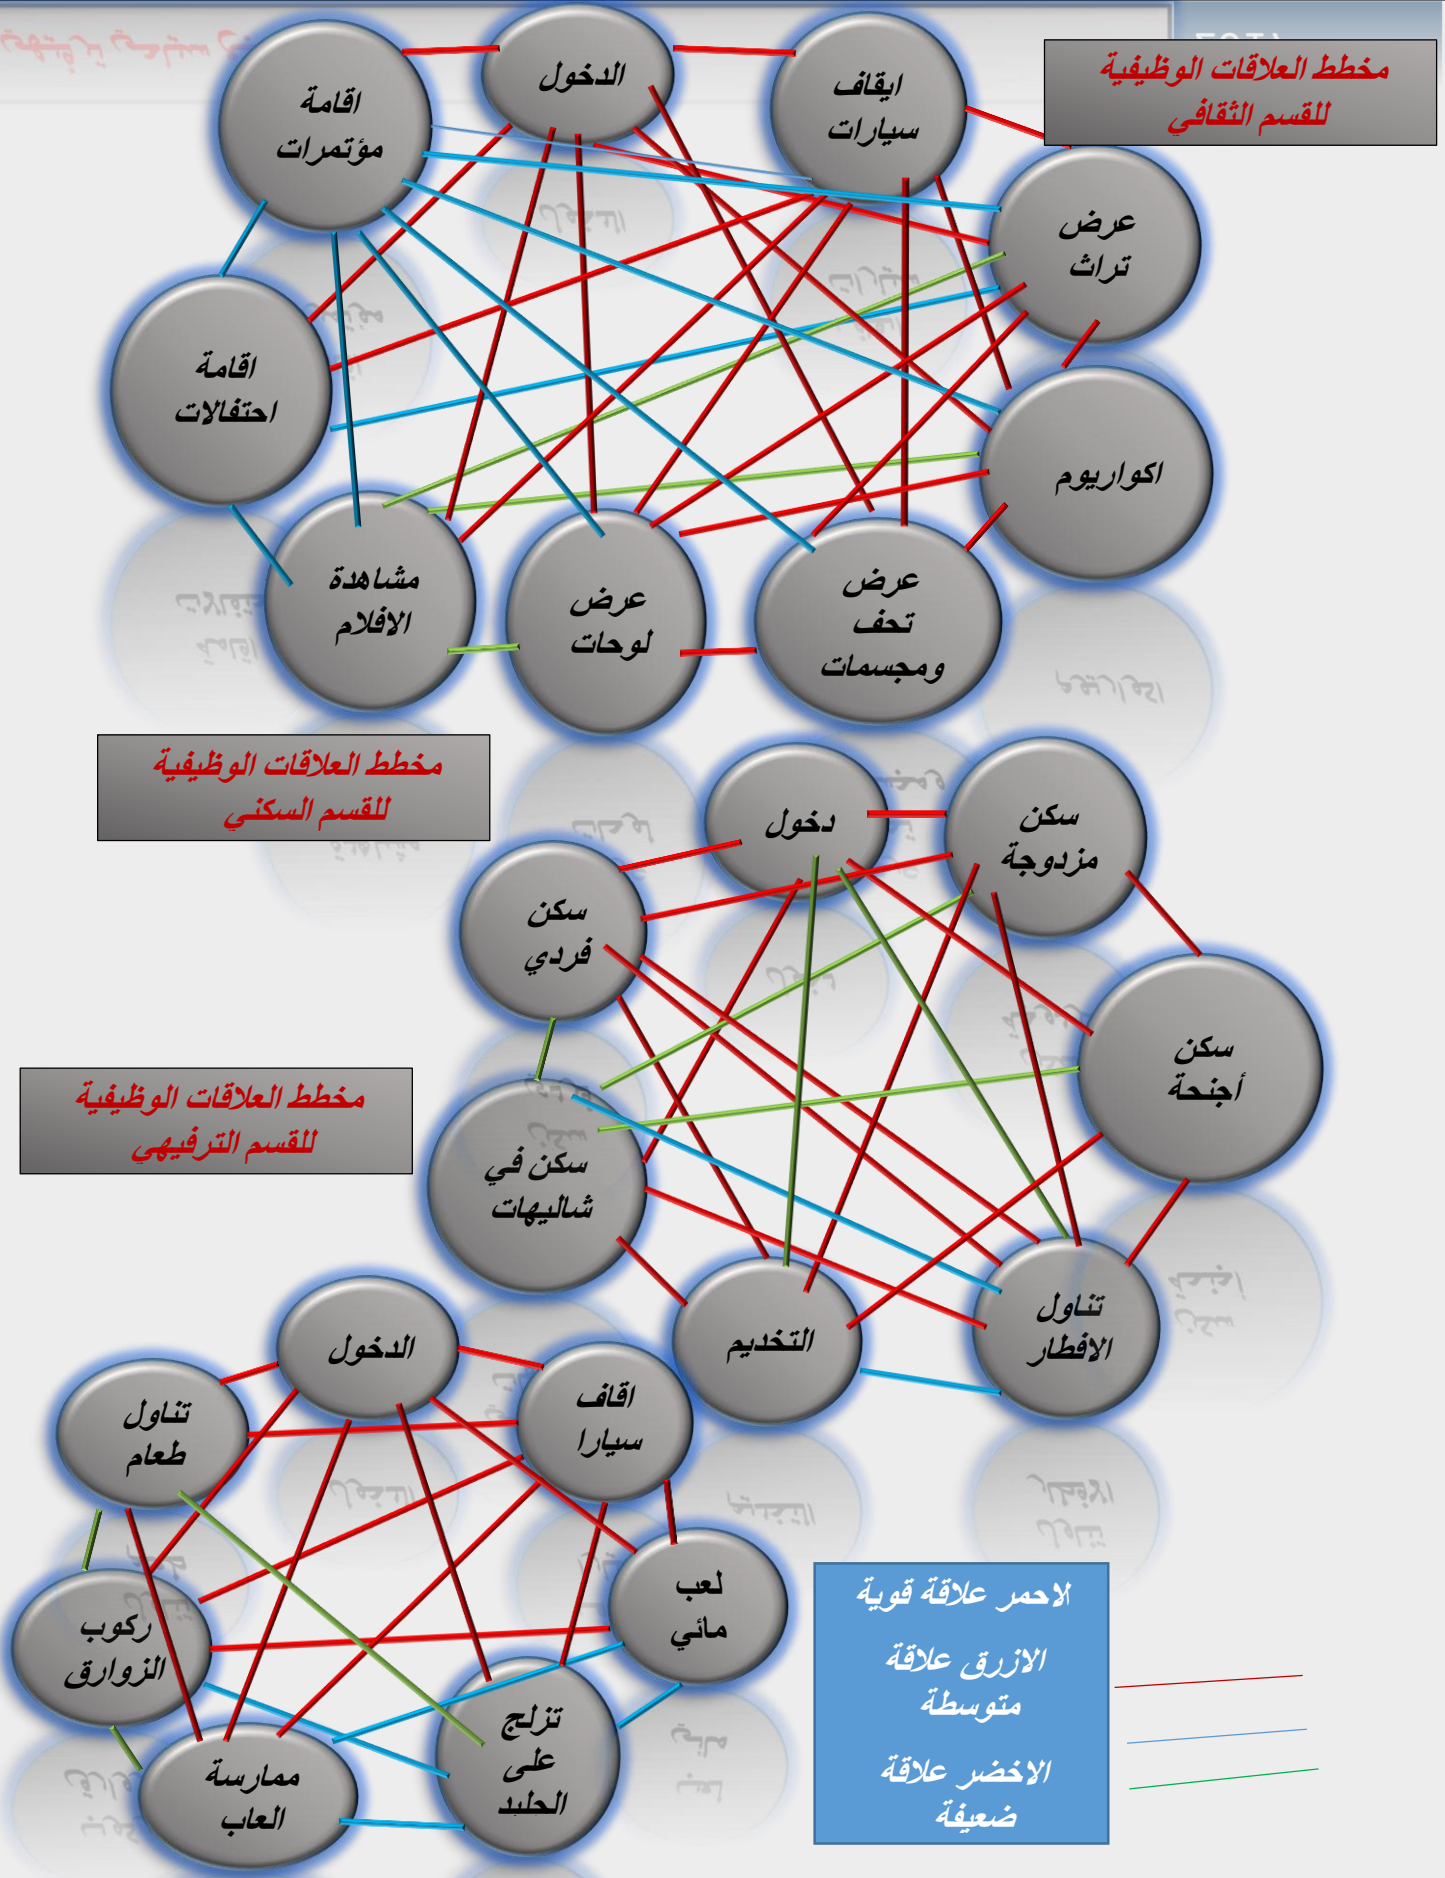 مخطط العلاقات الوظيفية
للقسم الثقافي
الدخول
ايقاف
سيارات
اقامة
مؤتمرات
عرض
تراث
اقامة
احتفالات
اكواريوم
مشاهدة
الافلام
عرض
لوحات
عرض
تحف
ومجسمات
مخطط العلاقات الوظيفية
للقسم السكني
دخول
سكن
مزدوجة
سكن
فردي
سكن
أجنحة
سكن في
شاليهات
تناول
الافطار
التخديم
مخطط العلاقات الوظيفية
للقسم الترفيهي
الدخول
اقاف
سيارا
تناول
طعام
لعب
مائي
ركوب
الزوارق
تزلج
على
الجليد
ممارسة
العاب
لاحمر علاقة قوية
الازرق علاقة
متوسطة
الاخضر علاقة
ضعيفة